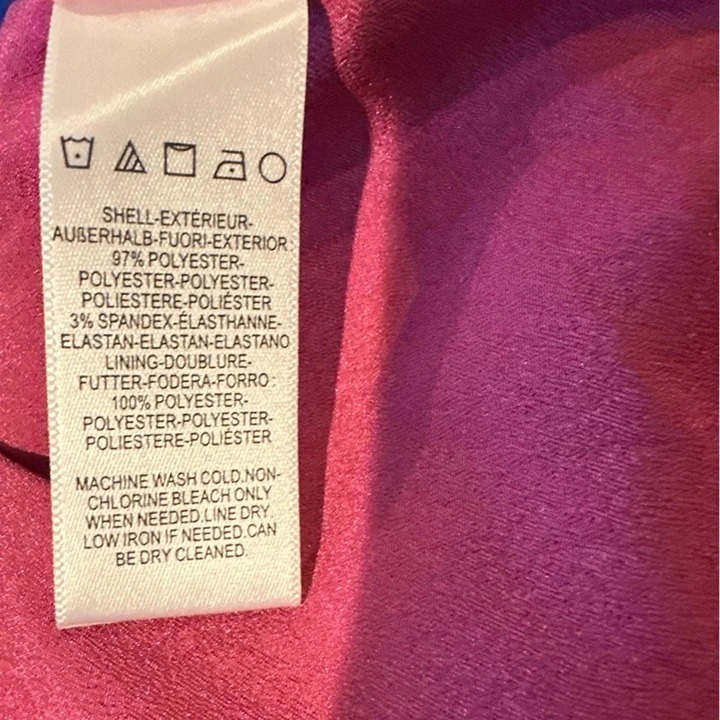 SHELL-EXTÉRIEUR-
AUßERHALB-FUORI-EXTERIOR:
97% POLYESTER-
POLYESTER-POLYESTER-
POLIESTERE-POLIÉSTER
3% SPANDEX-ÉLASTHANNE-
ELASTAN-ELASTAN-ELASTANO
LINING-DOUBLURE-
FUTTER-FODERA-FORRO:
100% POLYESTER-
POLYESTER-POLYESTER-
POLIESTERE-POLIÉSTER
MACHINE WASH COLD.NON-
CHLORINE BLEACH ONLY
WHEN NEEDED.LINE DRY.
LOW IRON IF NEEDED.CAN
BE DRY CLEANED.